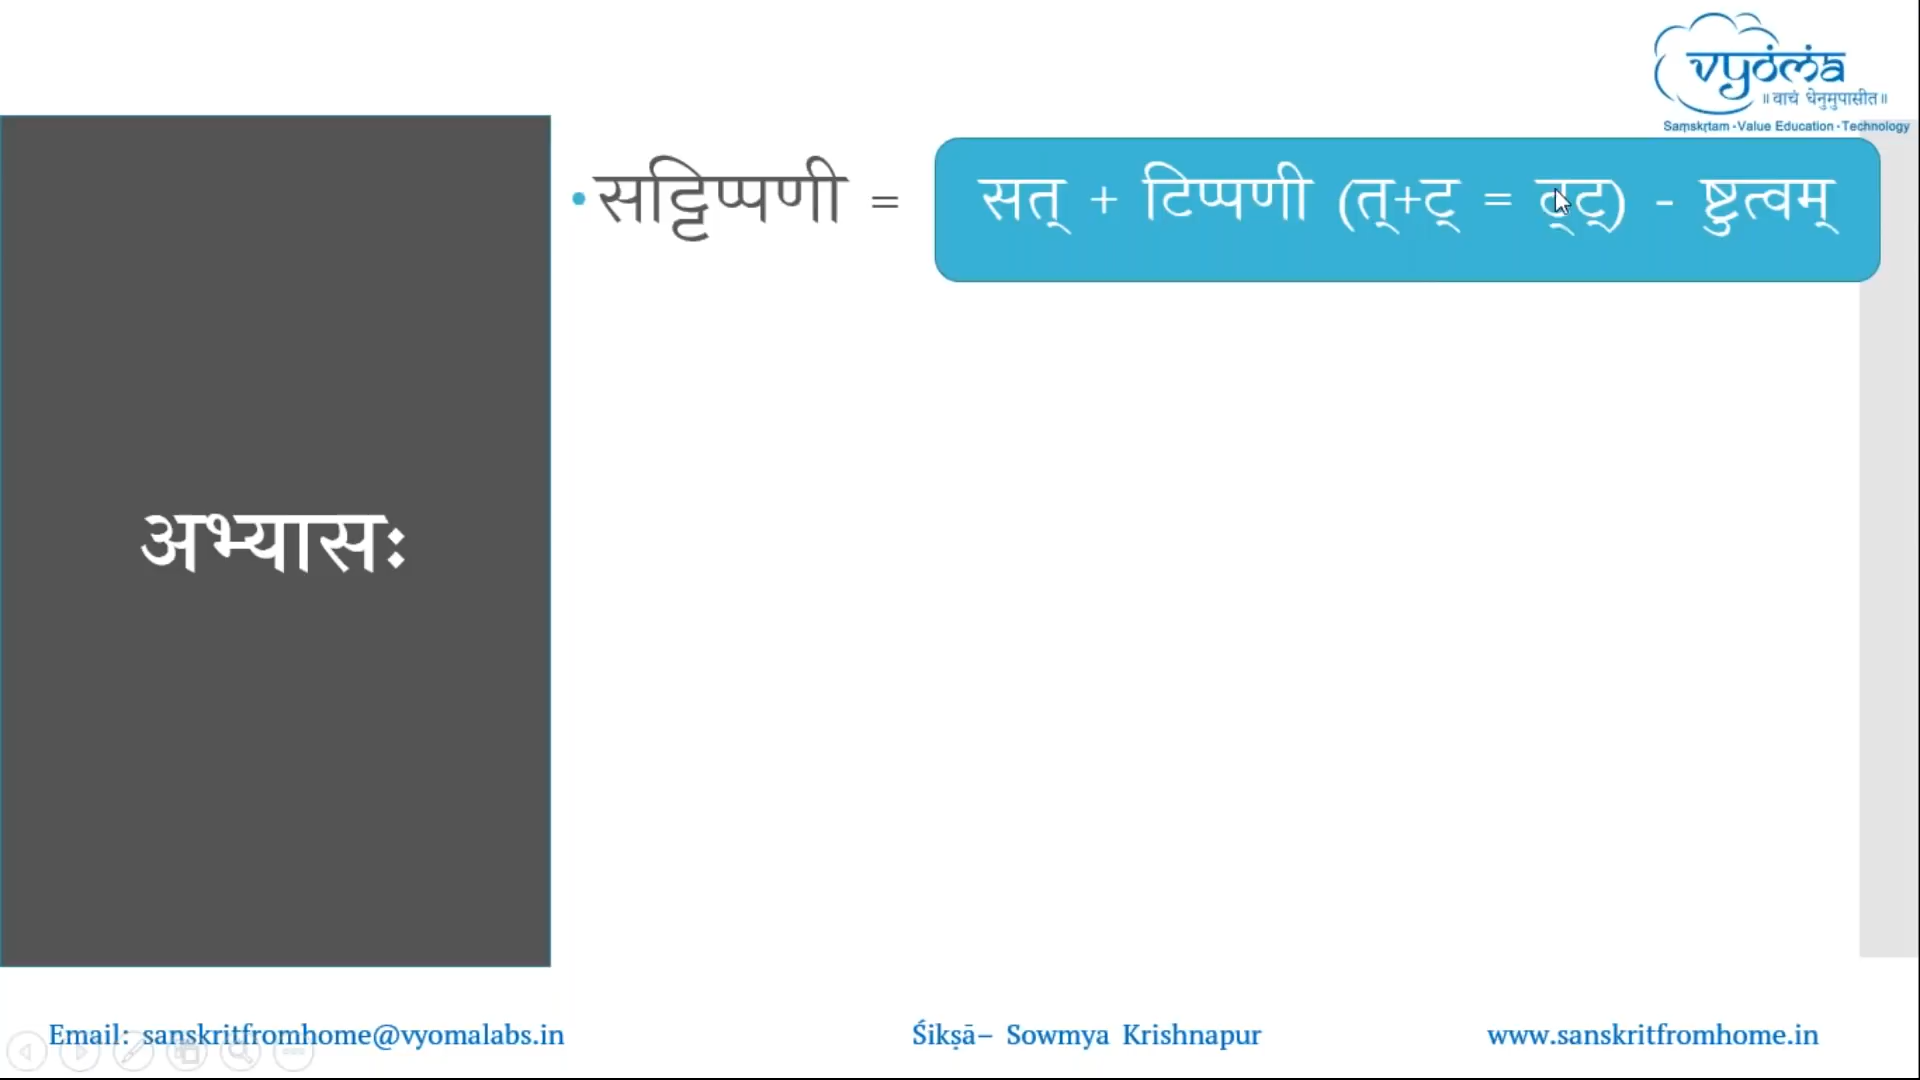 vyoma
॥ वाचं धेनुमुपासीत॥
Saṃskṛtam - Value Education - Technology
• सट्टिप्पणी = सत् + टिप्पणी (त्+ट् = ट्ट्) - ष्टुत्वम्
अभ्यासः
Email: sanskritfromhome@vyomalabs.in Śikṣā– Sowmya Krishnapur www.sanskritfromhome.in